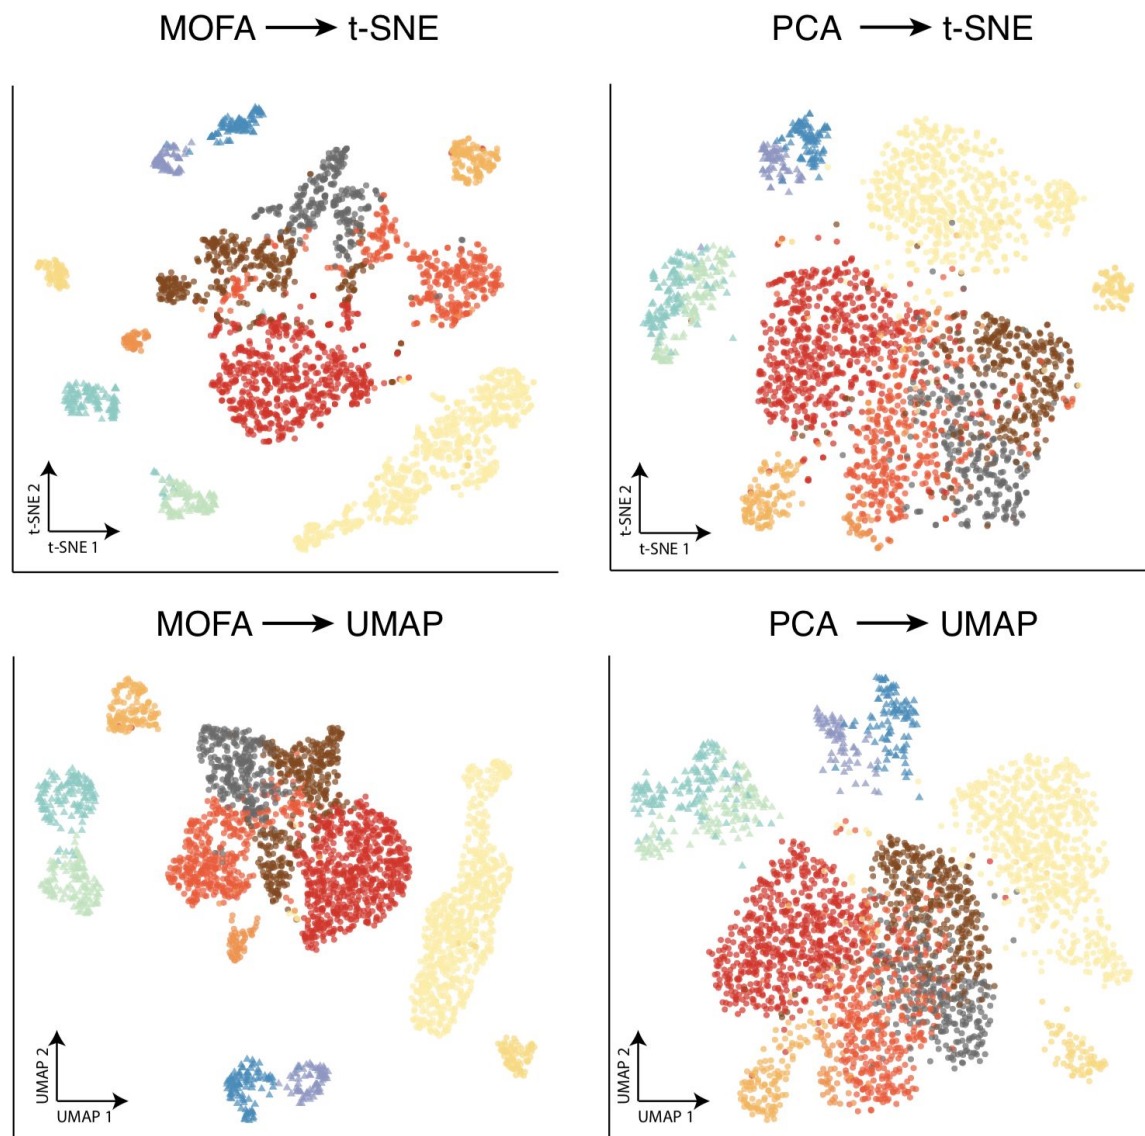 MOFA → t-SNE
PCA → t-SNE
t-SNE 2
t-SNE 1
t-SNE 2
t-SNE 1
MOFA → UMAP
PCA → UMAP
UMAP 2
UMAP 1
UMAP 2
UMAP 1